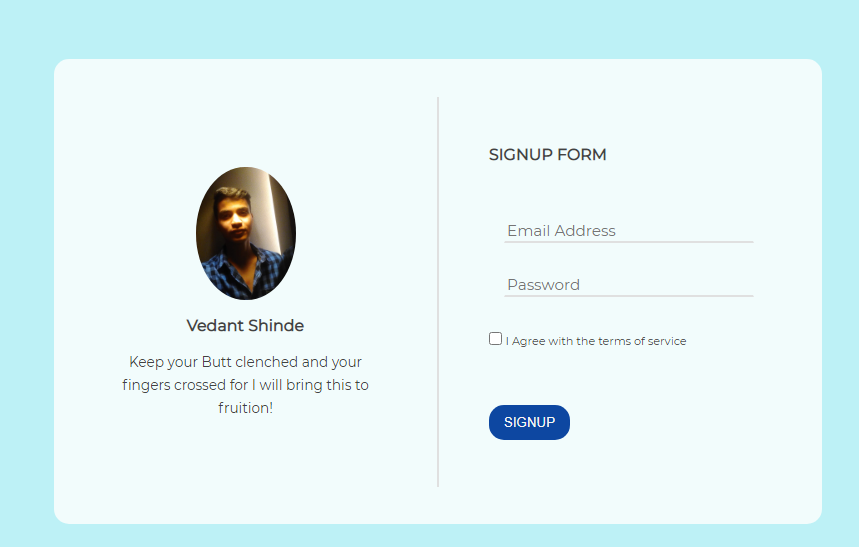 Vedant Shinde
Keep your Butt clenched and your
fingers crossed for I will bring this to
fruition!
SIGNUP FORM
Email Address
Password
I Agree with the terms of service
SIGNUP